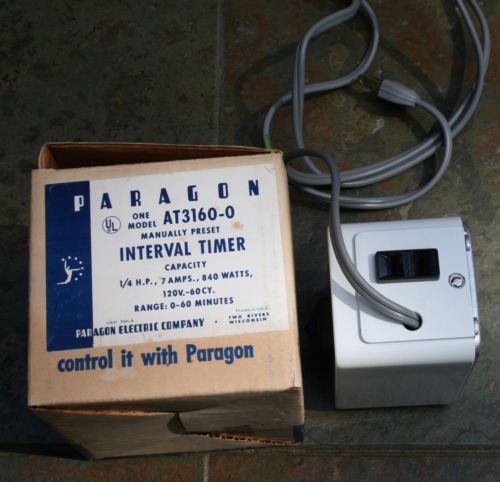 PARAGON
UL
ONE
MODEL AT3160-0
MANUALLY PRESET
INTERVAL TIMER
CAPACITY
1/4 H.P., 7 AMPS., 840 WATTS,
120V.-60CY.
RANGE: 0-60 MINUTES
PARAGON ELECTRIC COMPANY • TWO RIVERS
WISCONSIN
control it with Paragon